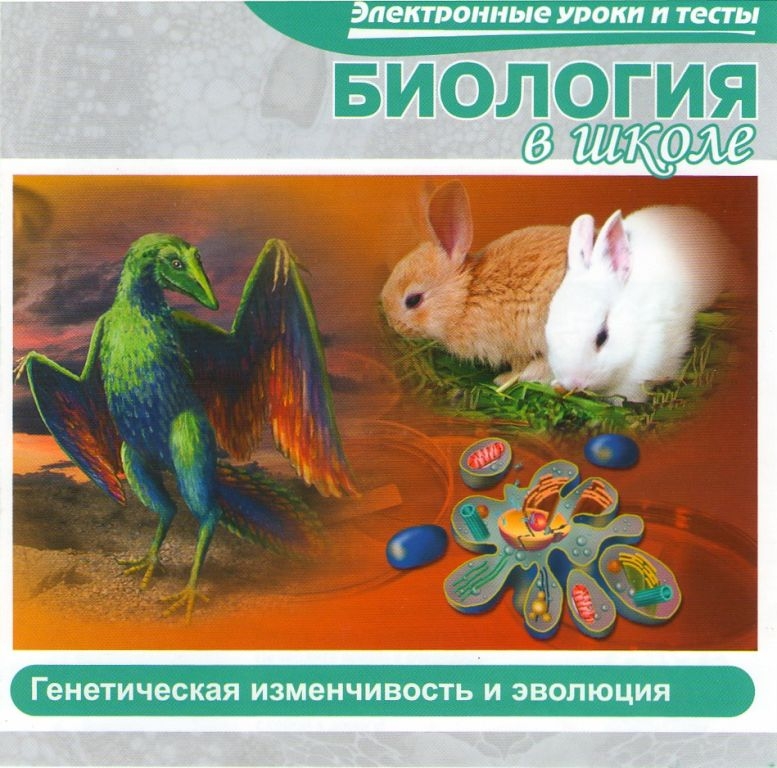 Электронные уроки и тесты
БИОЛОГИЯ
в школе
Генетическая изменчивость и эволюция